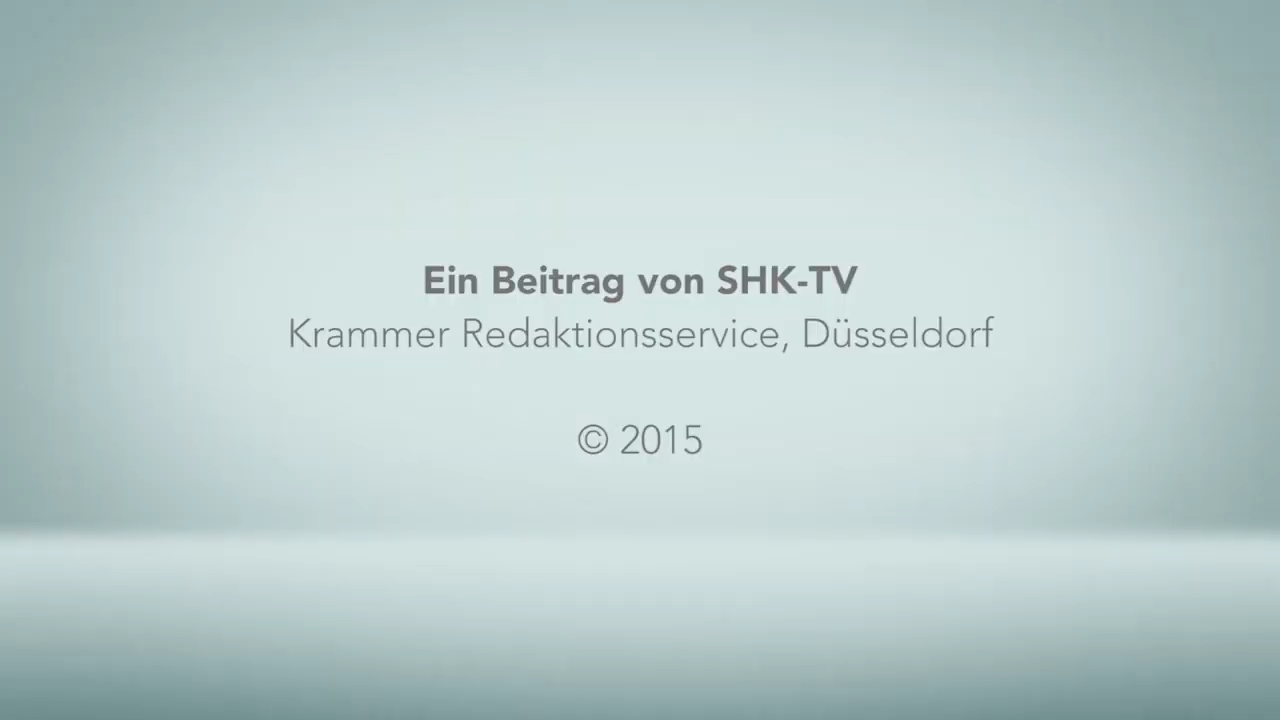 Ein Beitrag von SHK-TV
Krammer Redaktionsservice, Düsseldorf
© 2015